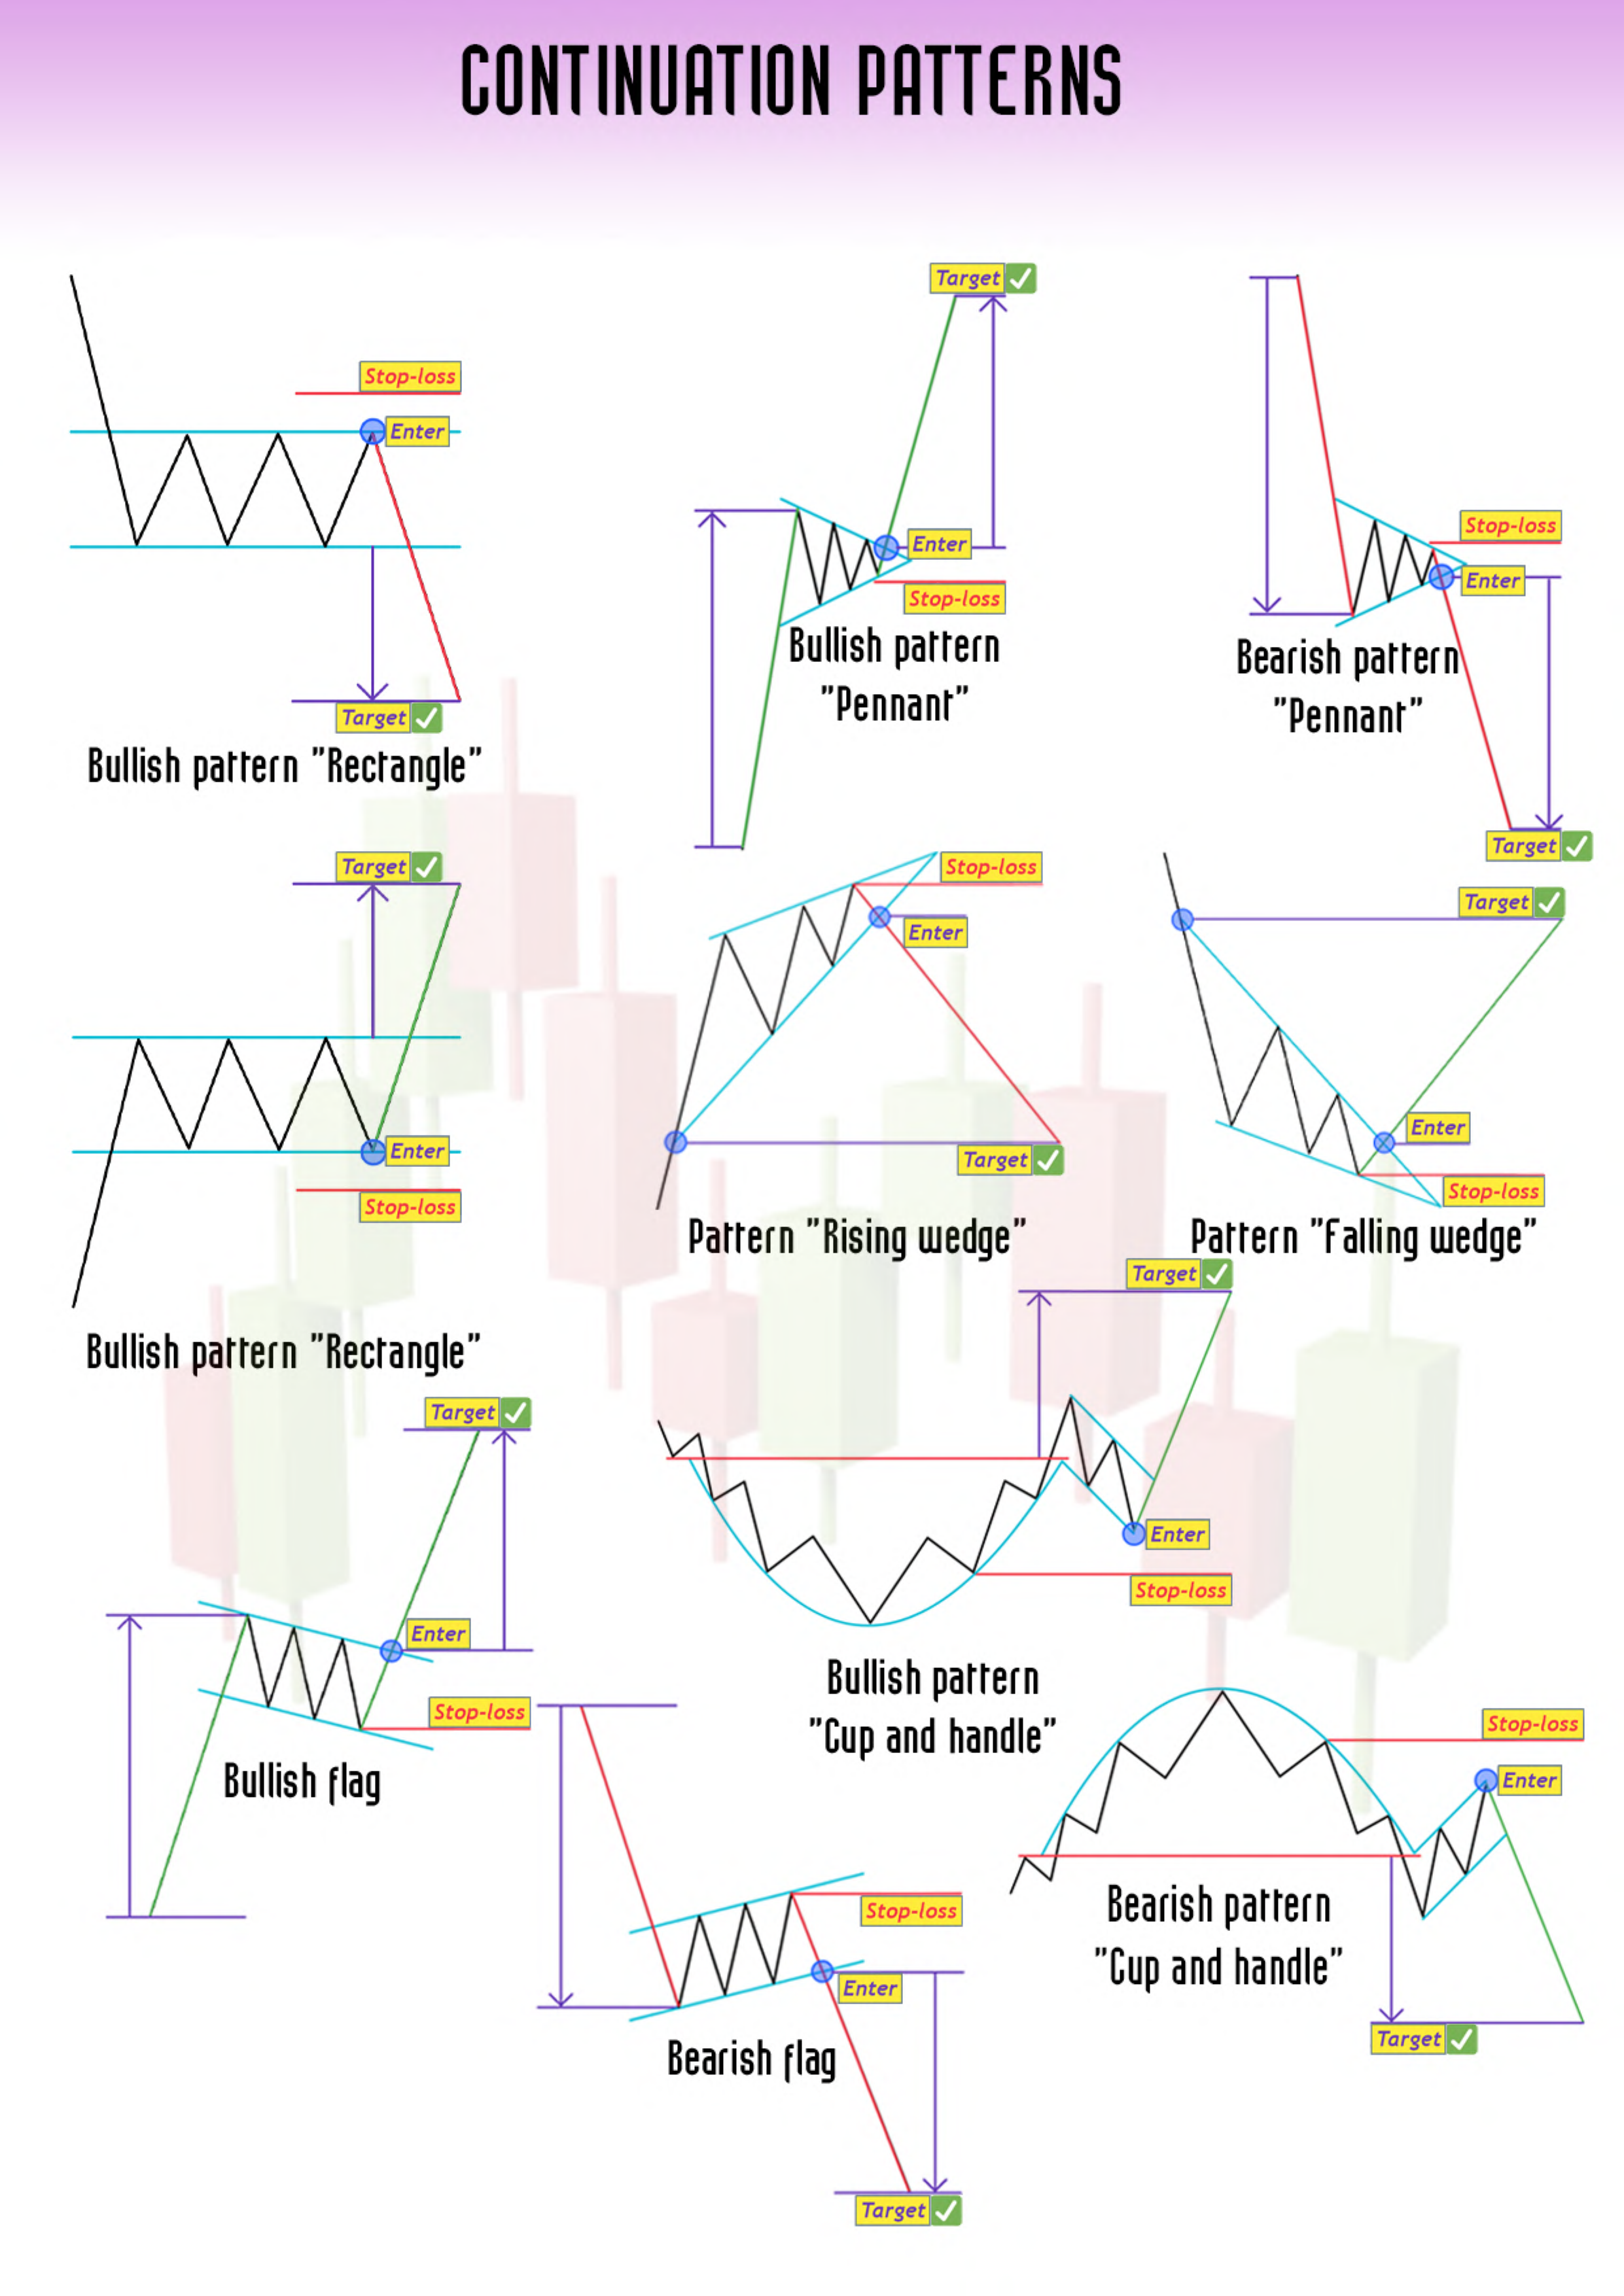 CONTINUATION PATTERNS
Stop-loss
Enter
Target
Bullish pattern "Rectangle"
Target
Enter
Stop-loss
Bullish pattern
"Pennant"
Stop-loss
Enter
Target
Bearish pattern
"Pennant"
Target
Enter
Stop-loss
Bullish pattern "Rectangle"
Stop-loss
Enter
Target
Pattern "Rising wedge"
Target
Enter
Stop-loss
Pattern "Falling wedge"
Target
Enter
Stop-loss
Bullish flag
Target
Enter
Stop-loss
Bullish pattern
"Cup and handle"
Stop-loss
Enter
Target
Bearish flag
Stop-loss
Enter
Target
Bearish pattern
"Cup and handle"